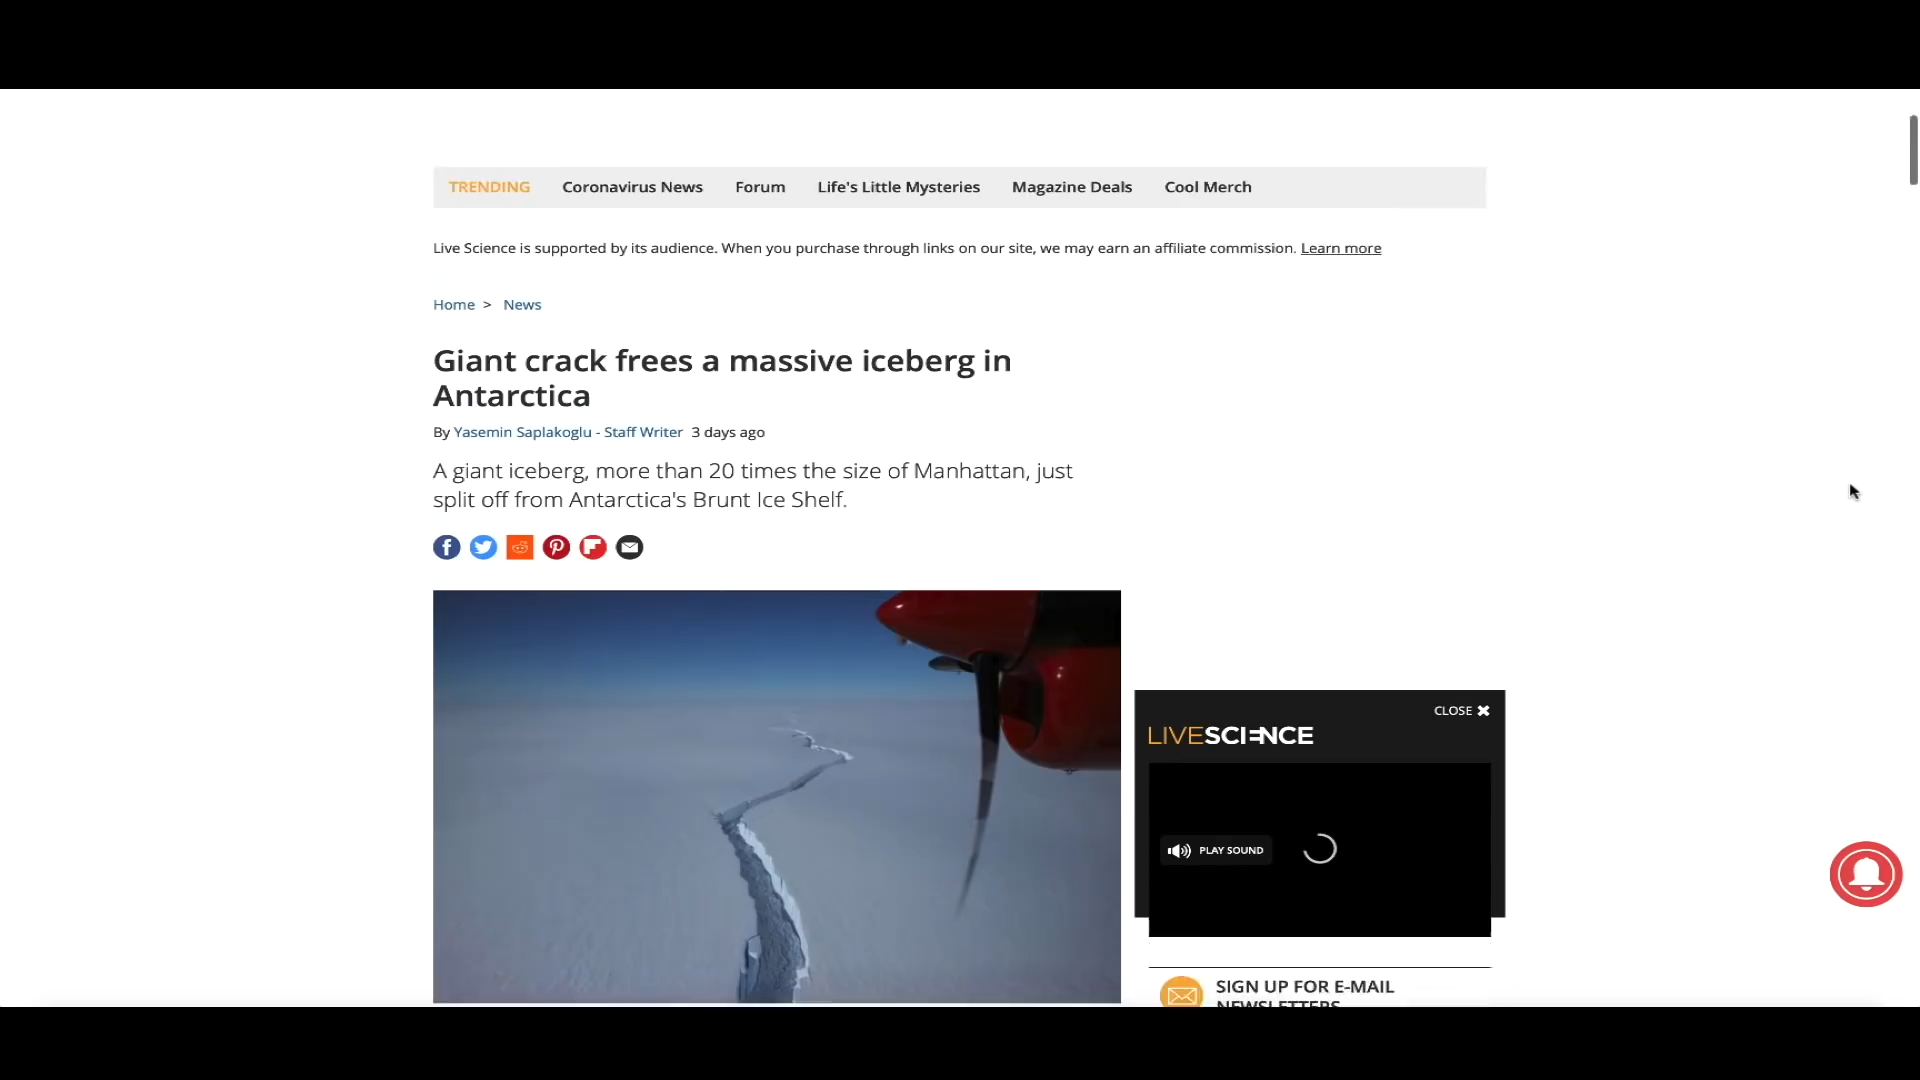 TRENDING Coronavirus News Forum Life's Little Mysteries Magazine Deals Cool Merch
Live Science is supported by its audience. When you purchase through links on our site, we may earn an affiliate commission. Learn more
Home > News
Giant crack frees a massive iceberg in
Antarctica
By Yasemin Saplakoglu - Staff Writer 3 days ago
A giant iceberg, more than 20 times the size of Manhattan, just
split off from Antarctica's Brunt Ice Shelf.
CLOSE
LIVESCIENCE
PLAY SOUND
SIGN UP FOR E-MAIL
NEWSLETTERS